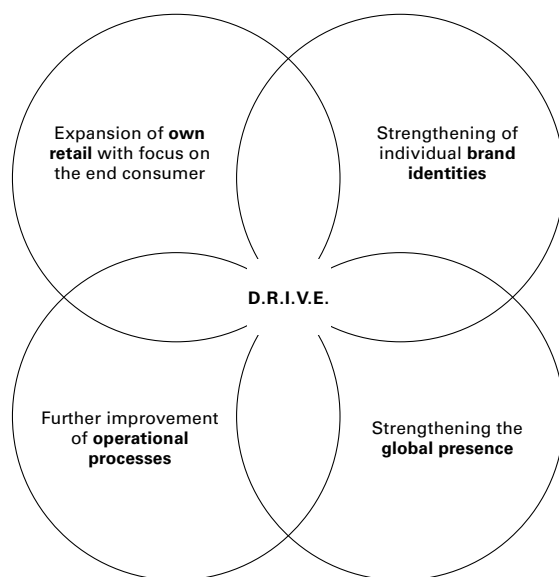 Expansion of own
retail with focus on
the end consumer
Strengthening of
individual brand
identities
D.R.I.V.E.
Further improvement
of operational
processes
Strengthening the
global presence